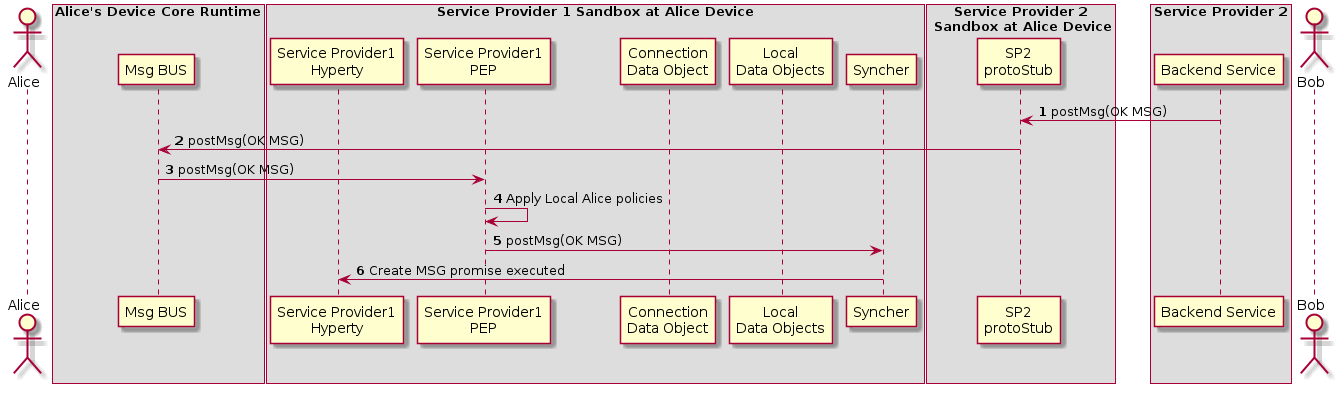 Alice's Device Core Runtime
Service Provider 1 Sandbox at Alice Device
Service Provider 2
Sandbox at Alice Device
Service Provider 2
Alice
Msg BUS
Service Provider1
Hyperty
Service Provider1
PEP
Connection
Data Object
Local
Data Objects
Syncher
SP2
protoStub
Backend Service
Bob
1 postMsg(OK MSG)
2 postMsg(OK MSG)
3 postMsg(OK MSG)
4 Apply Local Alice policies
5 postMsg(OK MSG)
6 Create MSG promise executed
Alice
Msg BUS
Service Provider1
Hyperty
Service Provider1
PEP
Connection
Data Object
Local
Data Objects
Syncher
SP2
protoStub
Backend Service
Bob